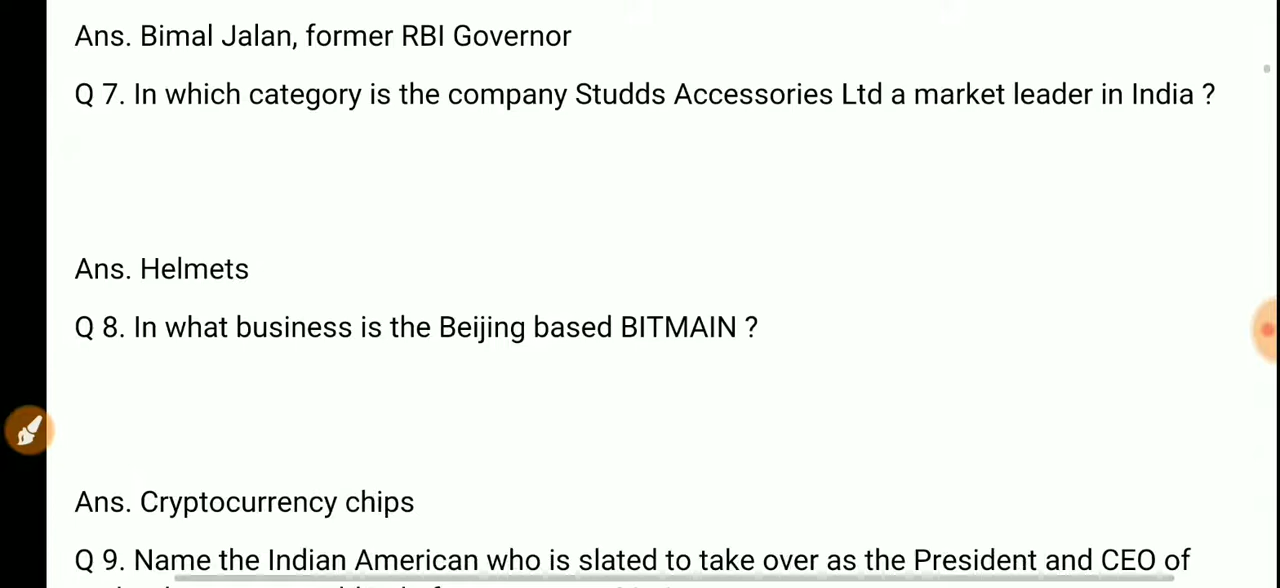 Ans. Bimal Jalan, former RBI Governor
Q 7. In which category is the company Studds Accessories Ltd a market leader in India ?
Ans. Helmets
Q 8. In what business is the Beijing based BITMAIN ?
Ans. Cryptocurrency chips
Q 9. Name the Indian American who is slated to take over as the President and CEO of